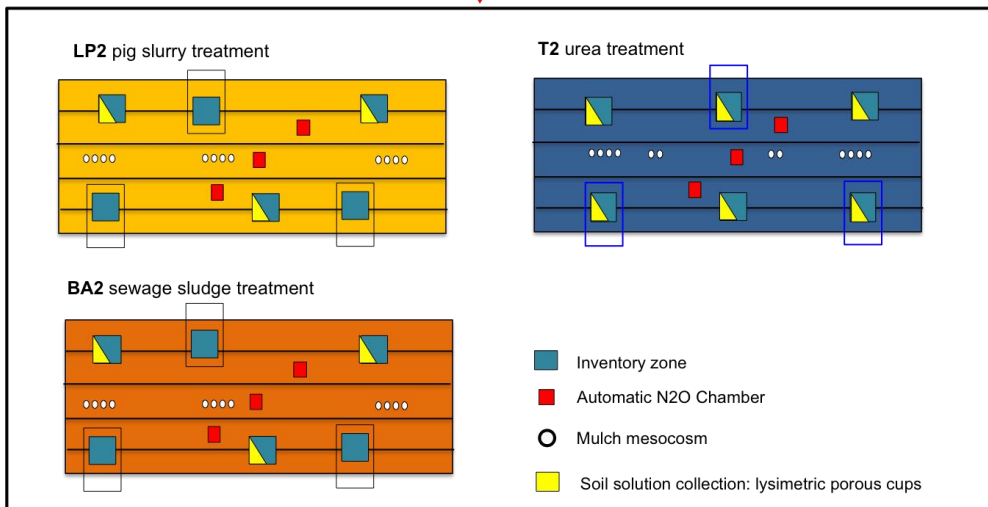 LP2 pig slurry treatment
T2 urea treatment
BA2 sewage sludge treatment
Inventory zone
Automatic N2O Chamber
Mulch mesocosm
Soil solution collection: lysimetric porous cups